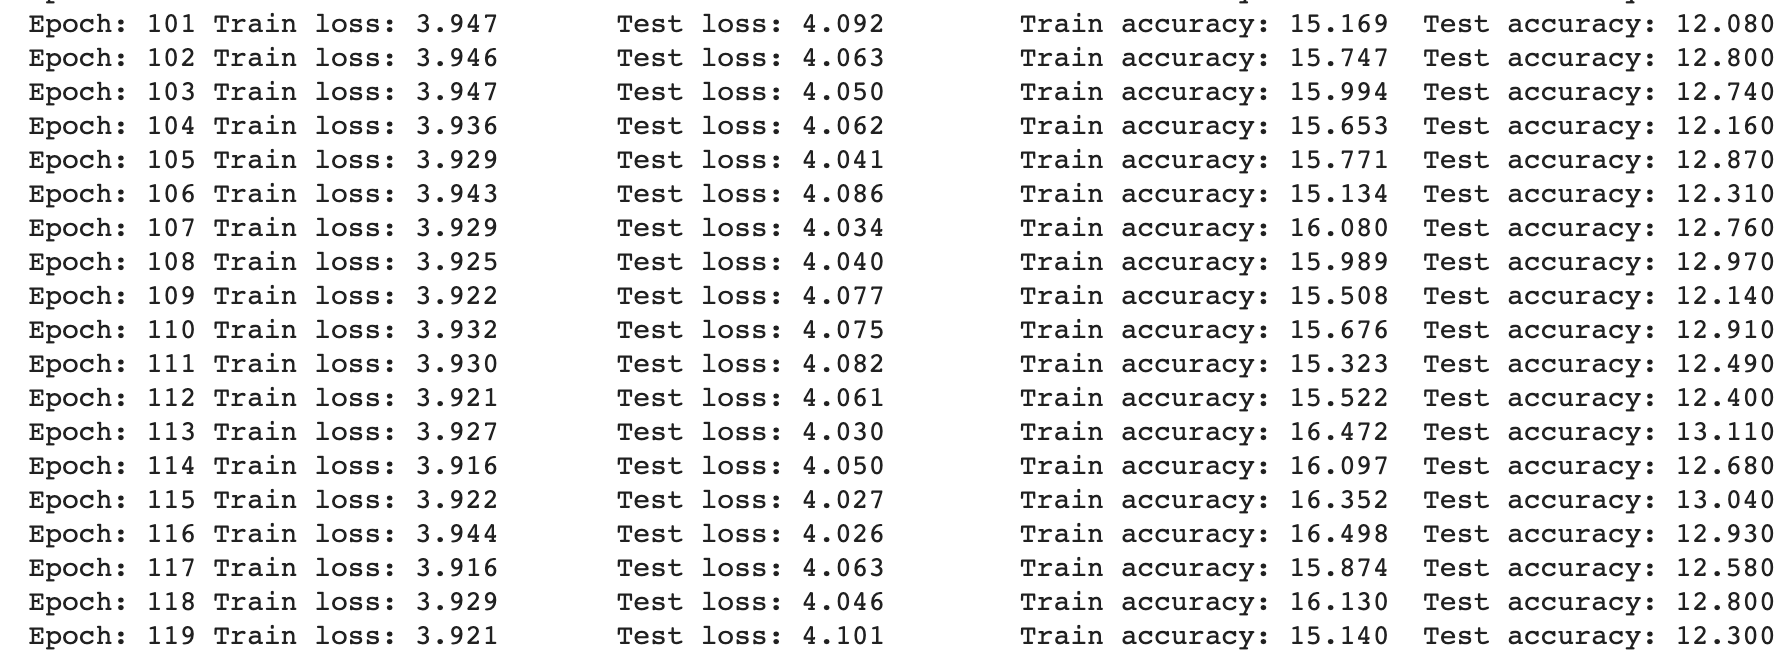 Epoch: 101 Train loss: 3.947 Test loss: 4.092 Train accuracy: 15.169 Test accuracy: 12.080
Epoch: 102 Train loss: 3.946 Test loss: 4.063 Train accuracy: 15.747 Test accuracy: 12.800
Epoch: 103 Train loss: 3.947 Test loss: 4.050 Train accuracy: 15.994 Test accuracy: 12.740
Epoch: 104 Train loss: 3.936 Test loss: 4.062 Train accuracy: 15.653 Test accuracy: 12.160
Epoch: 105 Train loss: 3.929 Test loss: 4.041 Train accuracy: 15.771 Test accuracy: 12.870
Epoch: 106 Train loss: 3.943 Test loss: 4.086 Train accuracy: 15.134 Test accuracy: 12.310
Epoch: 107 Train loss: 3.929 Test loss: 4.034 Train accuracy: 16.080 Test accuracy: 12.760
Epoch: 108 Train loss: 3.925 Test loss: 4.040 Train accuracy: 15.989 Test accuracy: 12.970
Epoch: 109 Train loss: 3.922 Test loss: 4.077 Train accuracy: 15.508 Test accuracy: 12.140
Epoch: 110 Train loss: 3.932 Test loss: 4.075 Train accuracy: 15.676 Test accuracy: 12.910
Epoch: 111 Train loss: 3.930 Test loss: 4.082 Train accuracy: 15.323 Test accuracy: 12.490
Epoch: 112 Train loss: 3.921 Test loss: 4.061 Train accuracy: 15.522 Test accuracy: 12.400
Epoch: 113 Train loss: 3.927 Test loss: 4.030 Train accuracy: 16.472 Test accuracy: 13.110
Epoch: 114 Train loss: 3.916 Test loss: 4.050 Train accuracy: 16.097 Test accuracy: 12.680
Epoch: 115 Train loss: 3.922 Test loss: 4.027 Train accuracy: 16.352 Test accuracy: 13.040
Epoch: 116 Train loss: 3.944 Test loss: 4.026 Train accuracy: 16.498 Test accuracy: 12.930
Epoch: 117 Train loss: 3.916 Test loss: 4.063 Train accuracy: 15.874 Test accuracy: 12.580
Epoch: 118 Train loss: 3.929 Test loss: 4.046 Train accuracy: 16.130 Test accuracy: 12.800
Epoch: 119 Train loss: 3.921 Test loss: 4.101 Train accuracy: 15.140 Test accuracy: 12.300